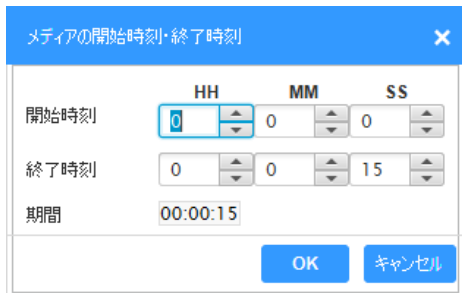 メディアの開始時刻・終了時刻 ×
HH MM SS
開始時刻 0 0 0
終了時刻 0 0 15
期間 00:00:15
OK キャンセル